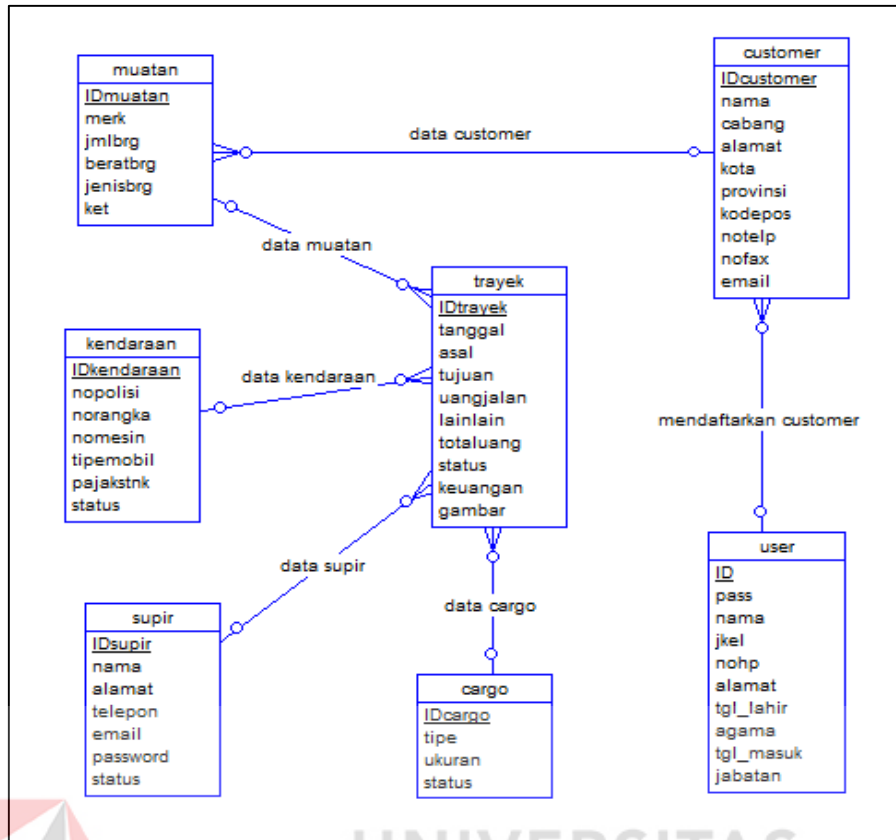 muatan
IDmuatan
merk
jmlbrg
beratbrg
jenisbrg
ket
data customer
customer
IDcustomer
nama
cabang
alamat
kota
provinsi
kodepos
notelp
nofax
email
data muatan
trayek
IDtrayek
tanggal
asal
tujuan
uangjalan
lainlain
totaluang
status
keuangan
gambar
kendaraan
IDkendaraan
nopolisi
norangka
nomesin
tipemobil
pajakstnk
status
data kendaraan
mendaftarkan customer
data supir
data cargo
supir
IDsupir
nama
alamat
telepon
email
password
status
cargo
IDcargo
tipe
ukuran
status
user
ID
pass
nama
jkel
nohp
alamat
tgl_lahir
agama
tgl_masuk
jabatan
UNIVERSITAS